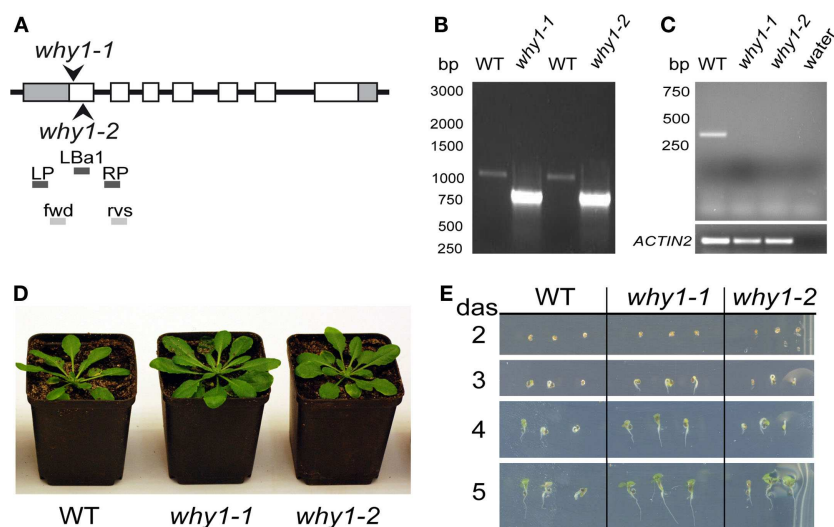 A
why1-1
why1-2
LBa1
LP
RP
fwd
rvs
B
bp
WT
why1-1
WT
why1-2
3000
2000
1500
1000
750
500
250
C
bp
WT
why1-1
why1-2
water
750
500
250
ACTIN2
D
WT
why1-1
why1-2
E
das
WT
why1-1
why1-2
2
3
4
5